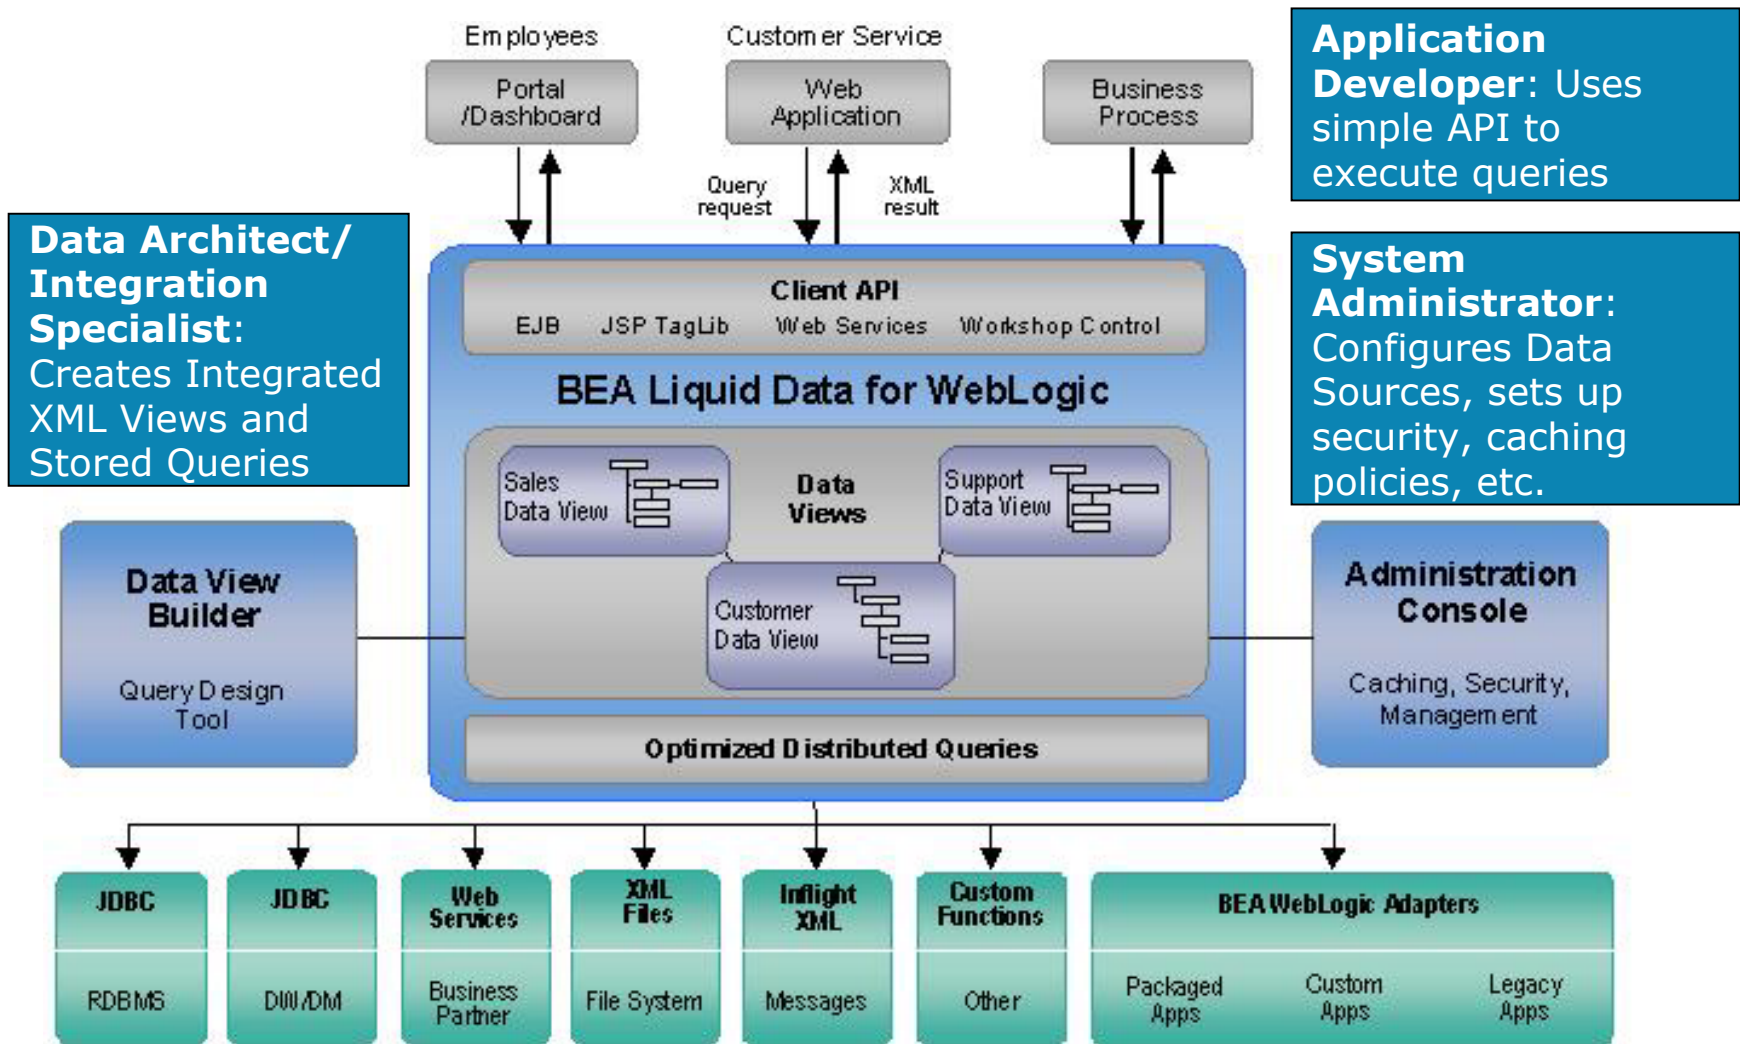 Employees
Portal
/Dashboard
Customer Service
Web
Application
Business
Process
Query
request
XML
result
Application
Developer: Uses
simple API to
execute queries
Data Architect/
Integration
Specialist:
Creates Integrated
XML Views and
Stored Queries
System
Administrator:
Configures Data
Sources, sets up
security, caching
policies, etc.
Client API
EJB JSP TagLib Web Services Workshop Control
BEA Liquid Data for WebLogic
Sales
Data View
Data
Views
Support
Data View
Customer
Data View
Data View
Builder
Query Design
Tool
Administration
Console
Caching, Security,
Management
Optimized Distributed Queries
JDBC
RDBMS
JDBC
DW/DM
Web
Services
Business
Partner
XML
Files
File System
Inflight
XML
Messages
Custom
Functions
Other
BEA WebLogic Adapters
Packaged
Apps
Custom
Apps
Legacy
Apps